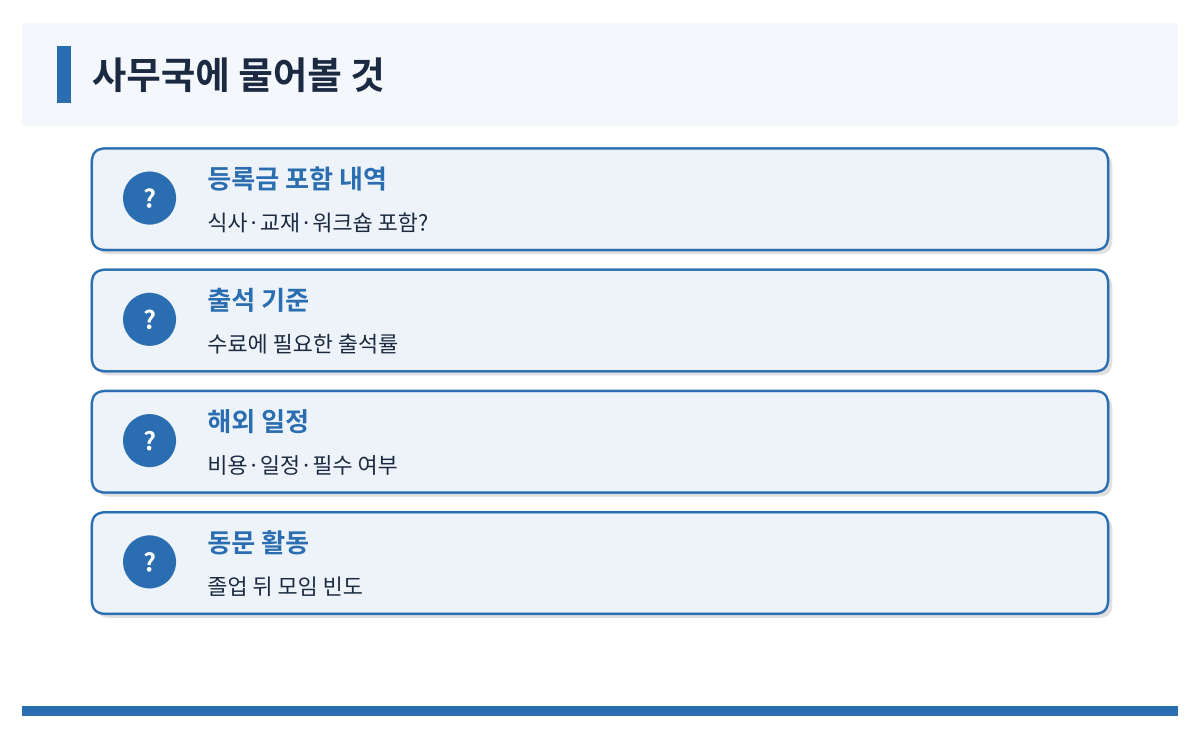 사무국에 물어볼 것
?
등록금 포함 내역
식사·교재·워크숍 포함?
?
출석 기준
수료에 필요한 출석률
?
해외 일정
비용·일정·필수 여부
?
동문 활동
졸업 뒤 모임 빈도